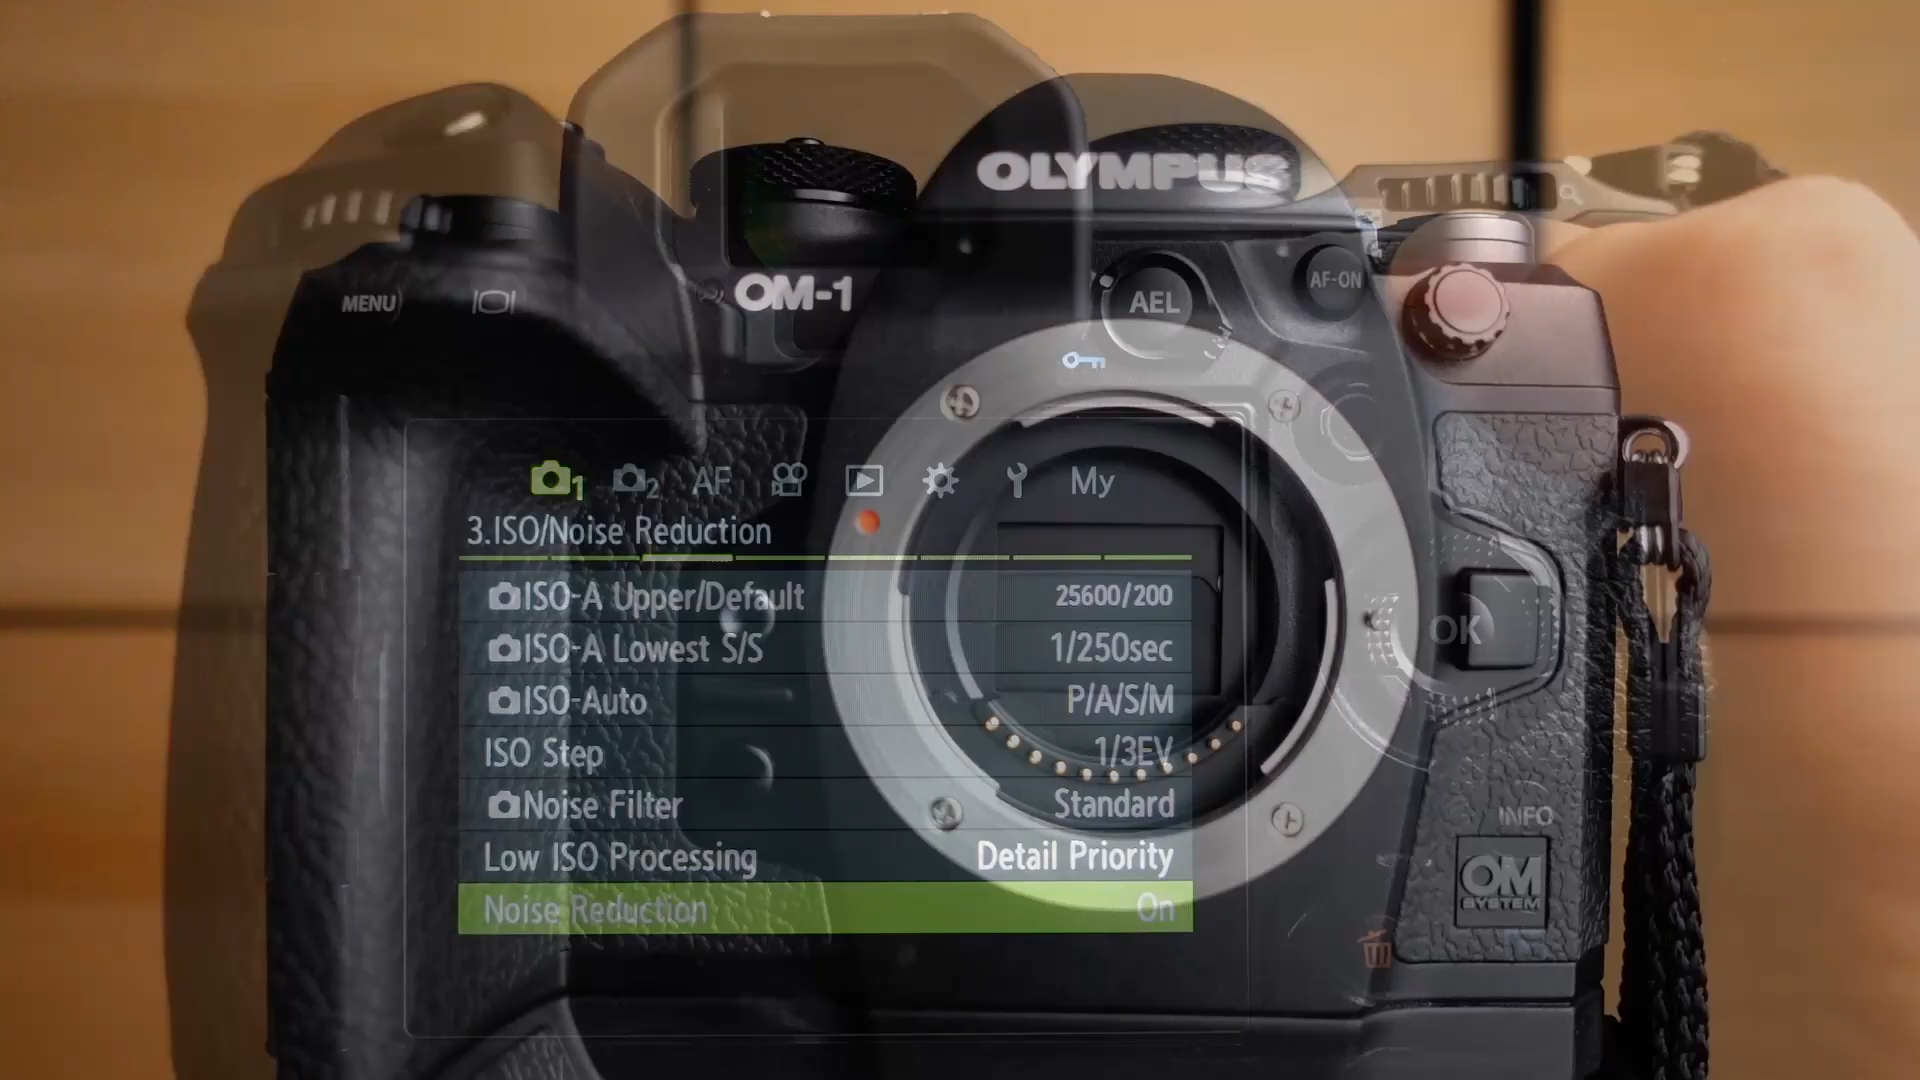 OLYMPUS
AF-ON
OM-1
AEL
MENU
1 2 AF My
3.ISO/Noise Reduction
ISO-A Upper/Default 25600/200
ISO-A Lowest S/S 1/250sec
ISO-Auto P/A/S/M
ISO Step 1/3EV
Noise Filter Standard
Low ISO Processing Detail Priority
Noise Reduction On
OK
INFO
OM
SYSTEM